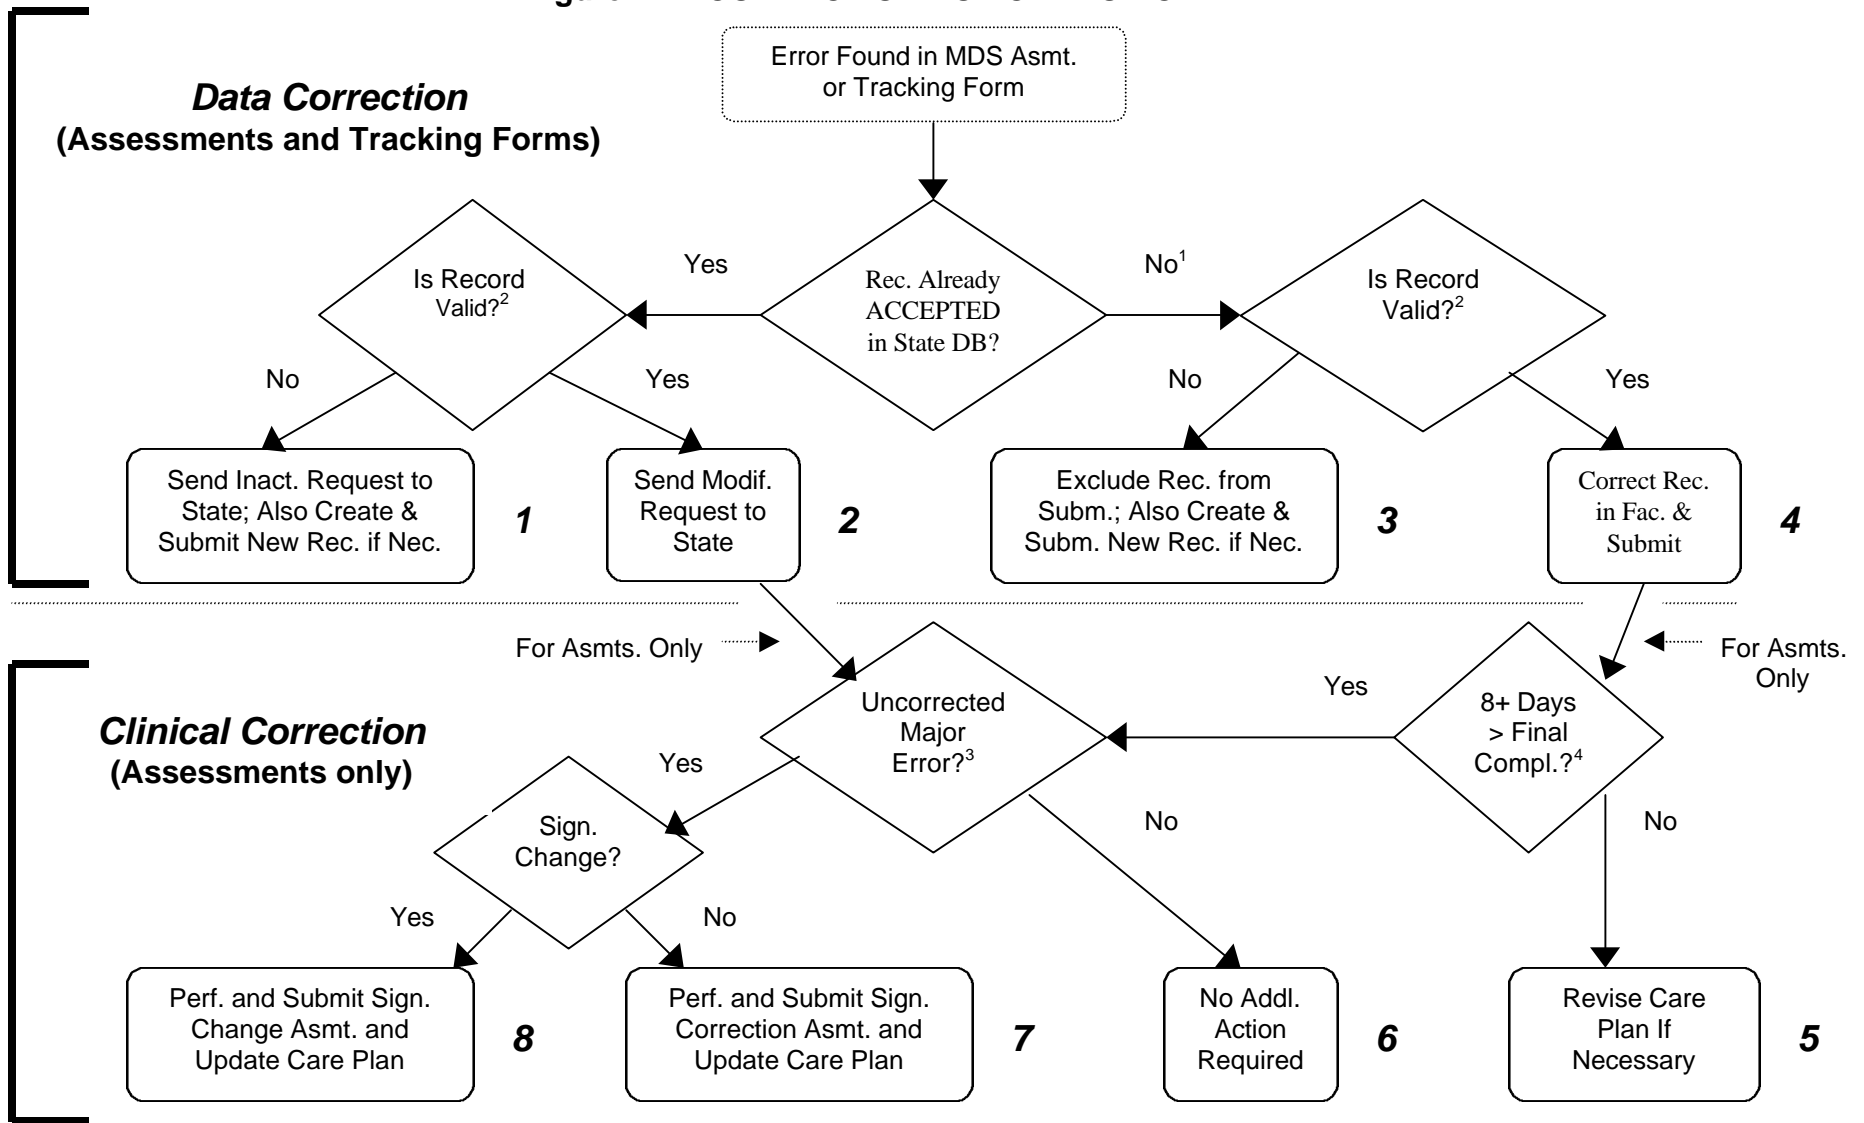 Error Found in MDS Asmt.
or Tracking Form
Data Correction
(Assessments and Tracking Forms)
Is Record
Valid?²
Yes
Rec. Already
ACCEPTED
in State DB?
No¹
Is Record
Valid?²
No
Yes
No
Yes
Send Inact. Request to
State; Also Create &
Submit New Rec. if Nec.
1
Send Modif.
Request to
State
2
Exclude Rec. from
Subm.; Also Create &
Subm. New Rec. if Nec.
3
Correct Rec.
in Fac. &
Submit
4
For Asmts. Only
For Asmts.
Only
Clinical Correction
(Assessments only)
Uncorrected
Major
Error?³
Yes
8+ Days
> Final
Compl.?⁴
Yes
Sign.
Change?
No
No
Yes
No
Perf. and Submit Sign.
Change Asmt. and
Update Care Plan
8
Perf. and Submit Sign.
Correction Asmt. and
Update Care Plan
7
No Addl.
Action
Required
6
Revise Care
Plan If
Necessary
5